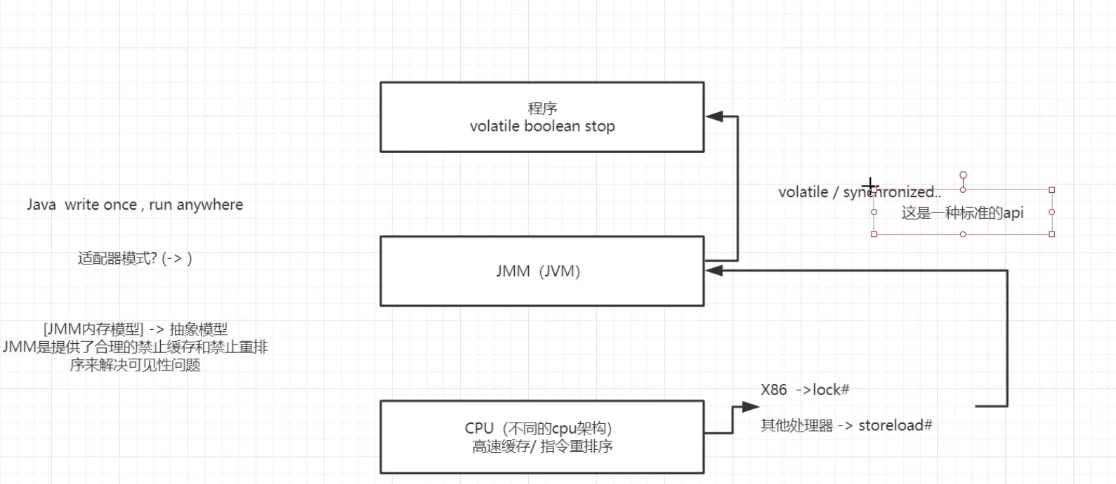 程序
volatile boolean stop
volatile / synchronized..
这是一种标准的api
Java write once , run anywhere
适配器模式? (-> )
JMM（JVM）
[JMM内存模型] -> 抽象模型
JMM是提供了合理的禁止缓存和禁止重排
序来解决可见性问题
X86 ->lock#
其他处理器 -> storeload#
CPU（不同的cpu架构）
高速缓存/ 指令重排序